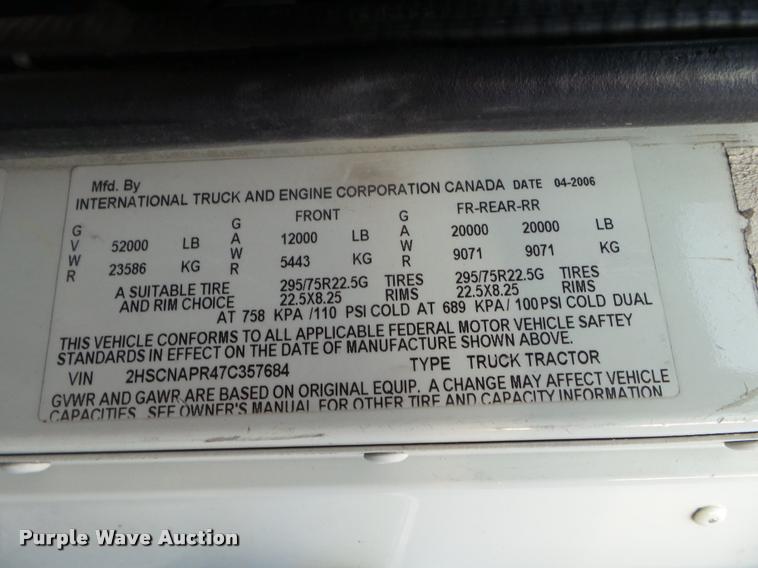 Mfd. By
INTERNATIONAL TRUCK AND ENGINE CORPORATION CANADA DATE 04-2006
GVWR 52000 LB 23586 KG
GAWR FRONT 12000 LB 5443 KG
GAWR FR-REAR-RR 20000 20000 LB 9071 9071 KG
A SUITABLE TIRE 295/75R22.5G TIRES 295/75R22.5G TIRES
AND RIM CHOICE 22.5X8.25 RIMS 22.5X8.25 RIMS
AT 758 KPA /110 PSI COLD AT 689 KPA/ 100PSI COLD DUAL
THIS VEHICLE CONFORMS TO ALL APPLICABLE FEDERAL MOTOR VEHICLE SAFTEY
STANDARDS IN EFFECT ON THE DATE OF MANUFACTURE SHOWN ABOVE.
VIN 2HSCNAPR47C357684 TYPE TRUCK TRACTOR
GVWR AND GAWR ARE BASED ON ORIGINAL EQUIP. A CHANGE MAY AFFECT VEHICLE
CAPACITIES. SEE OWNER'S MANUAL FOR OTHER TIRE AND CAPACITY INFORMATION
Purple Wave Auction